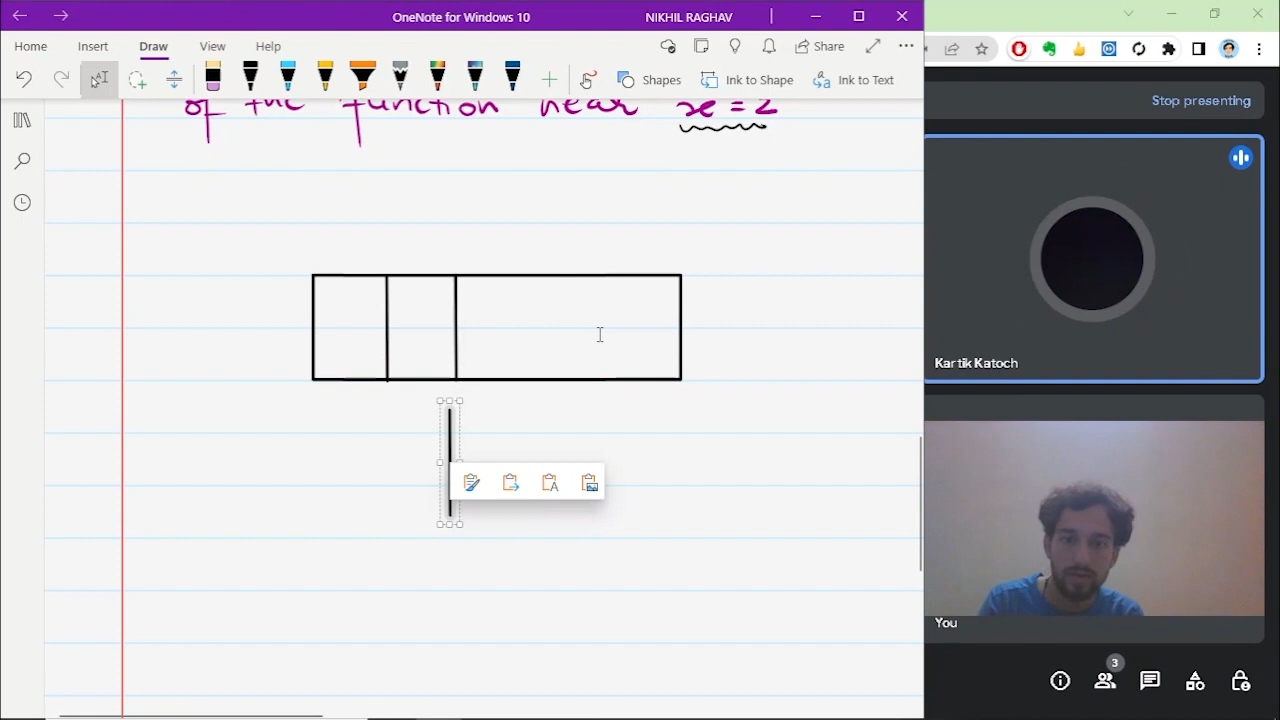 OneNote for Windows 10
NIKHIL RAGHAV
Home Insert Draw View Help
Share
Shapes
Ink to Shape
Ink to Text
of the function near x = 2
Stop presenting
Kartik Katoch
You
3